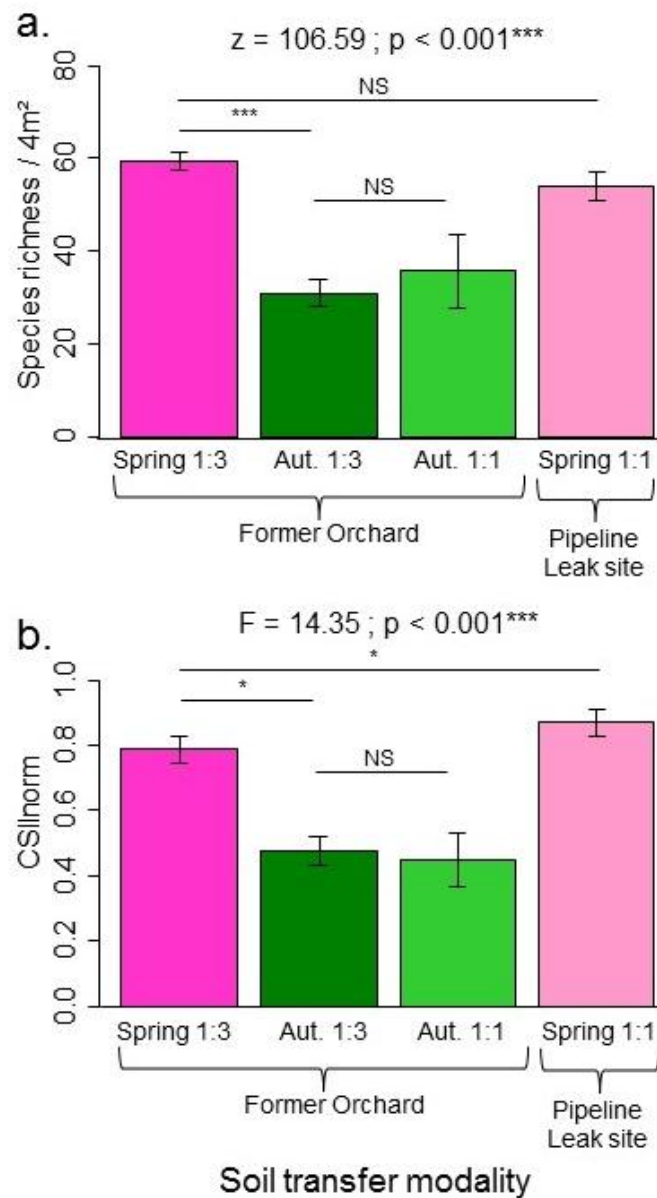 a.
z = 106.59 ; p < 0.001***
NS
***
NS
Species richness / 4m²
80
60
40
20
0
Spring 1:3 Aut. 1:3 Aut. 1:1 Spring 1:1
Former Orchard
Pipeline
Leak site
b.
F = 14.35 ; p < 0.001***
*
*
NS
CSIInorm
1.0
0.8
0.6
0.4
0.2
0.0
Spring 1:3 Aut. 1:3 Aut. 1:1 Spring 1:1
Former Orchard
Pipeline
Leak site
Soil transfer modality